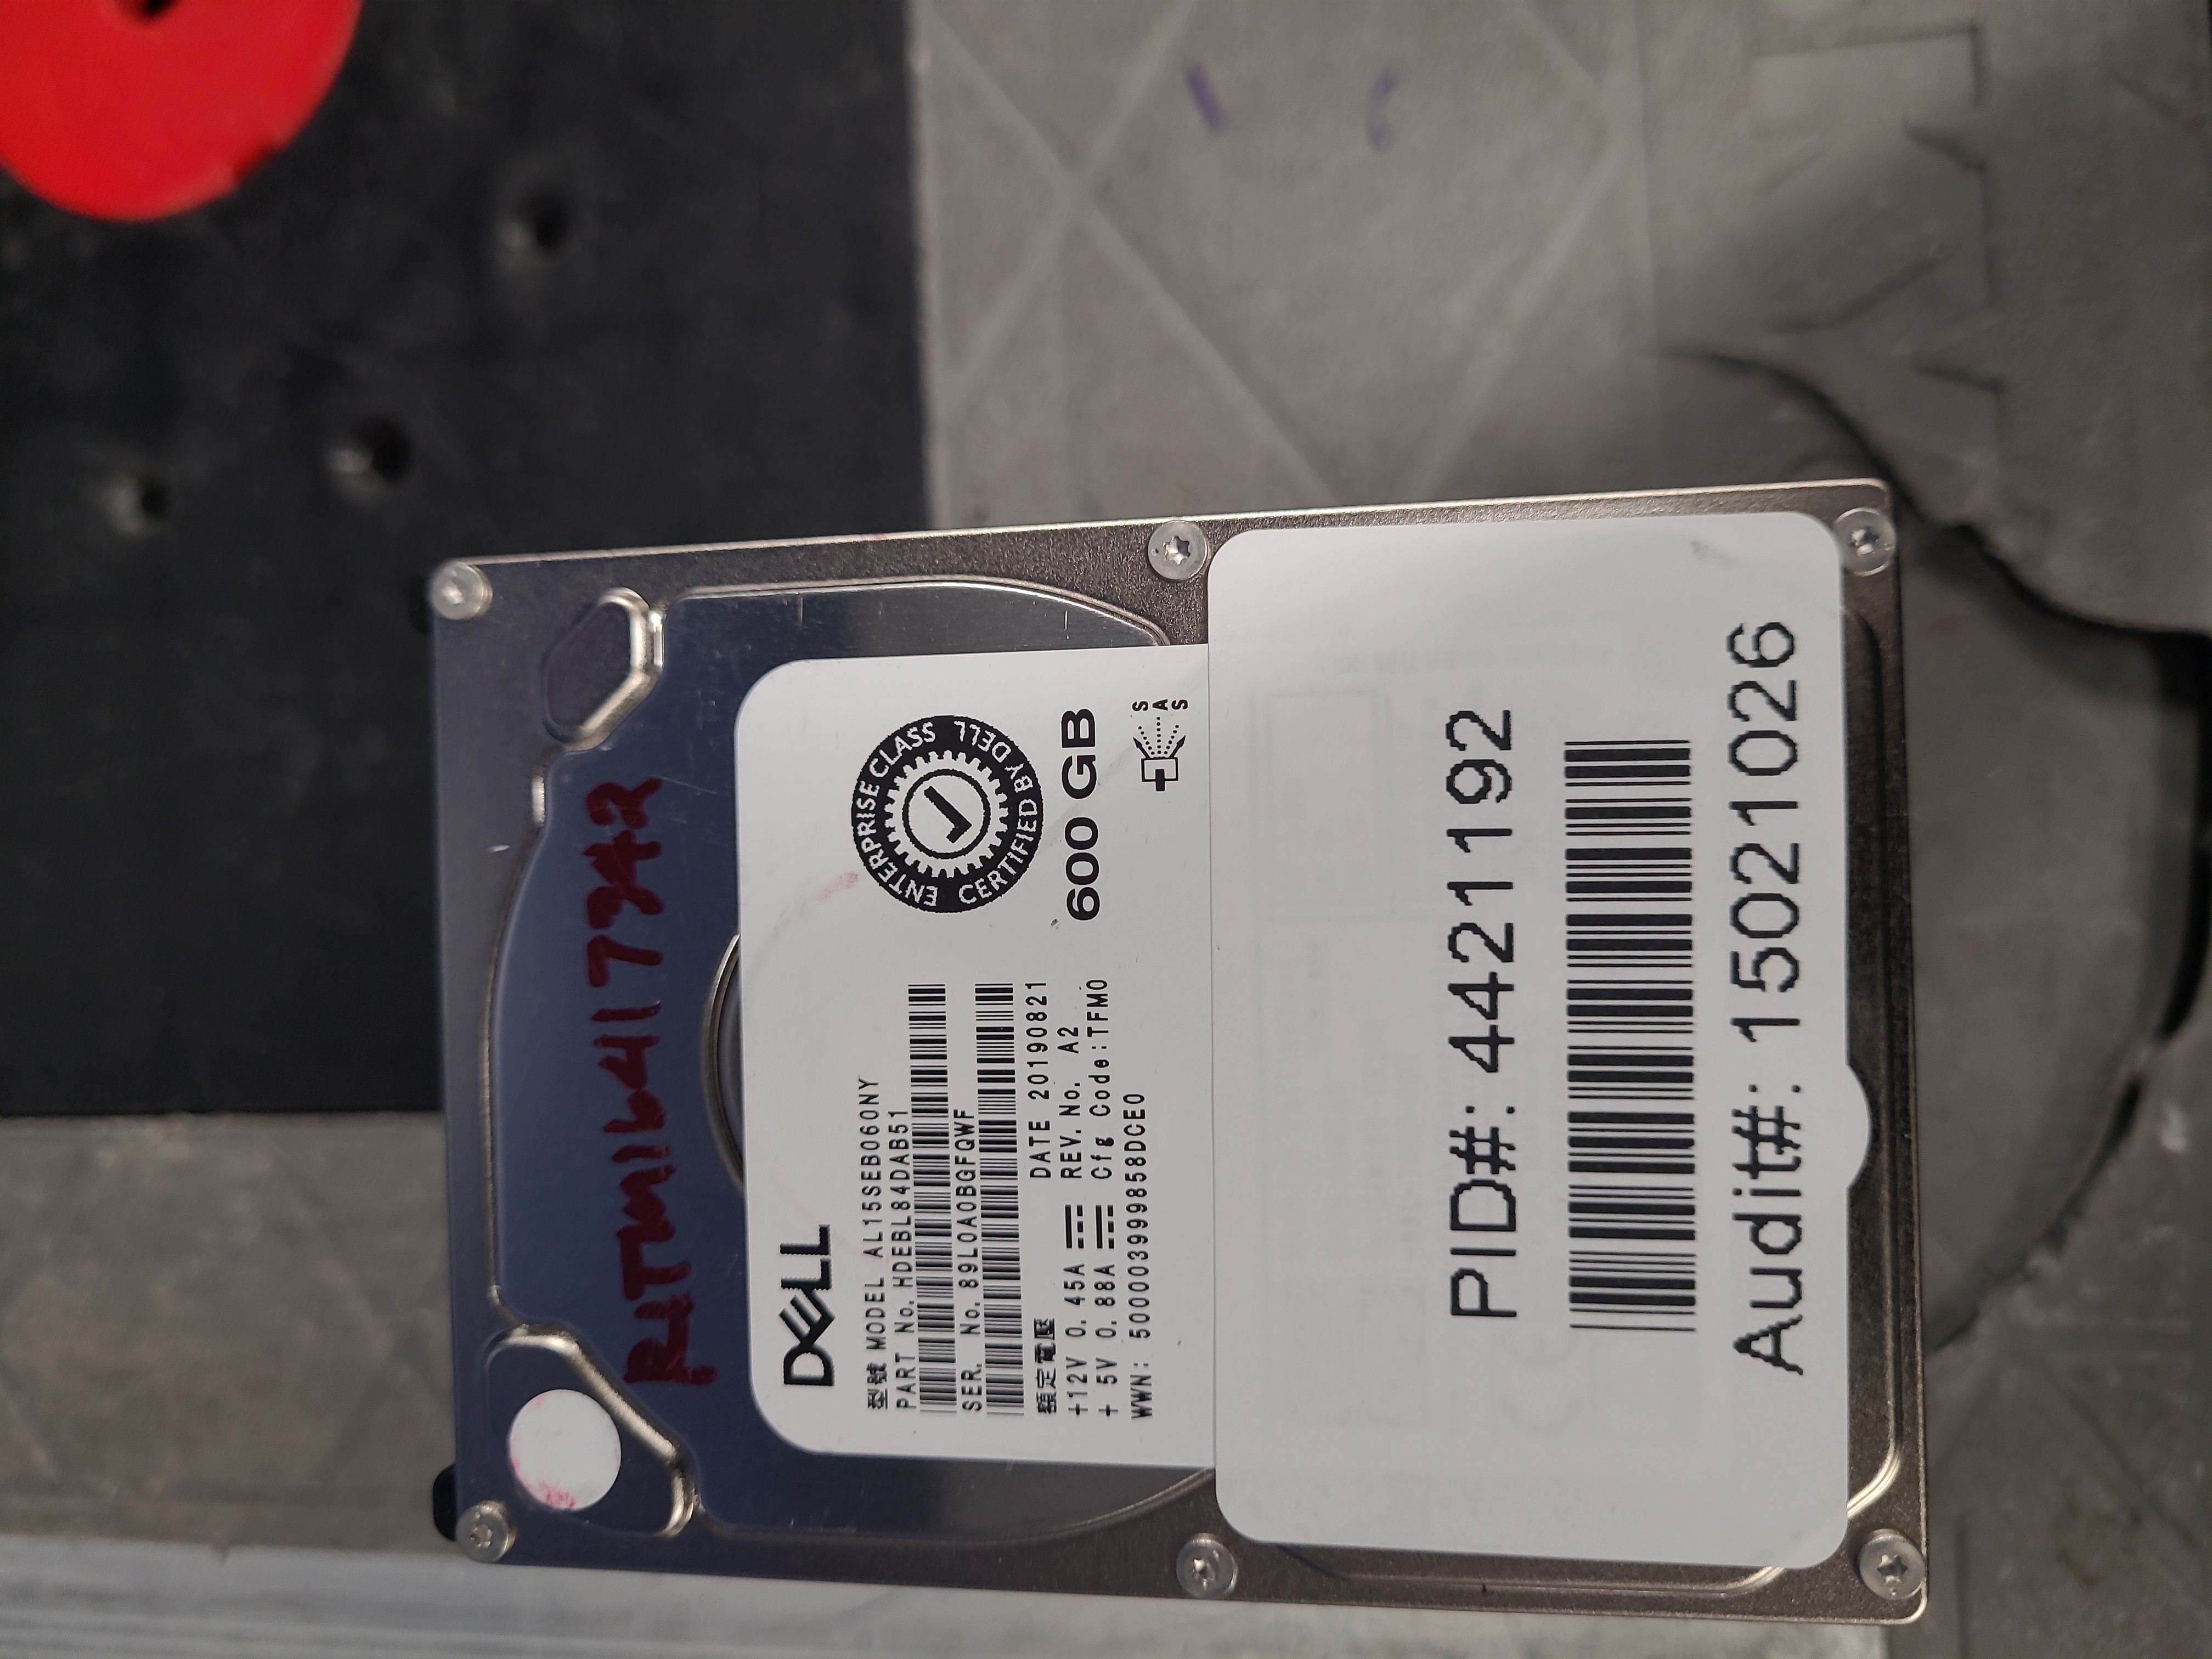 RITM16417342
DELL
型號 MODEL AL15SEB060NY
PART No. HDEBL84DAB51
SER. No. 89L0A0BGFQWF
額定電壓 DATE 20190821
+12V 0.45A REV. No. A2
+ 5V 0.88A Cfg Code:TFM0
WWN: 500003999858DCE0
ENTERPRISE CLASS
CERTIFIED BY DELL
600 GB
SAS
PID#: 4421192
Audit#: 15021026